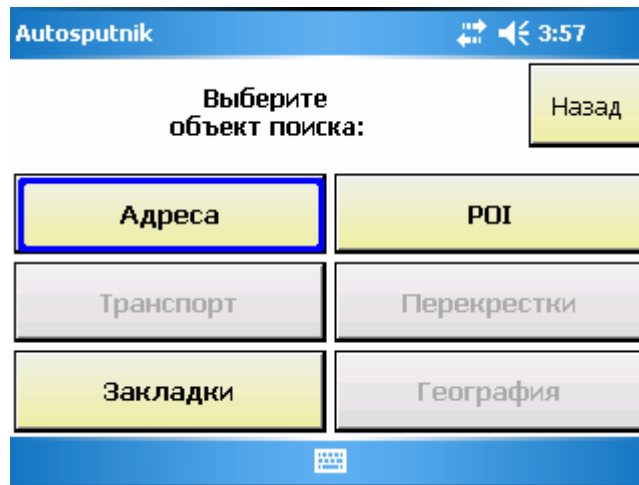 Autosputnik 3:57
Выберите
объект поиска:
Назад
Адреса POI
Транспорт Перекрестки
Закладки География